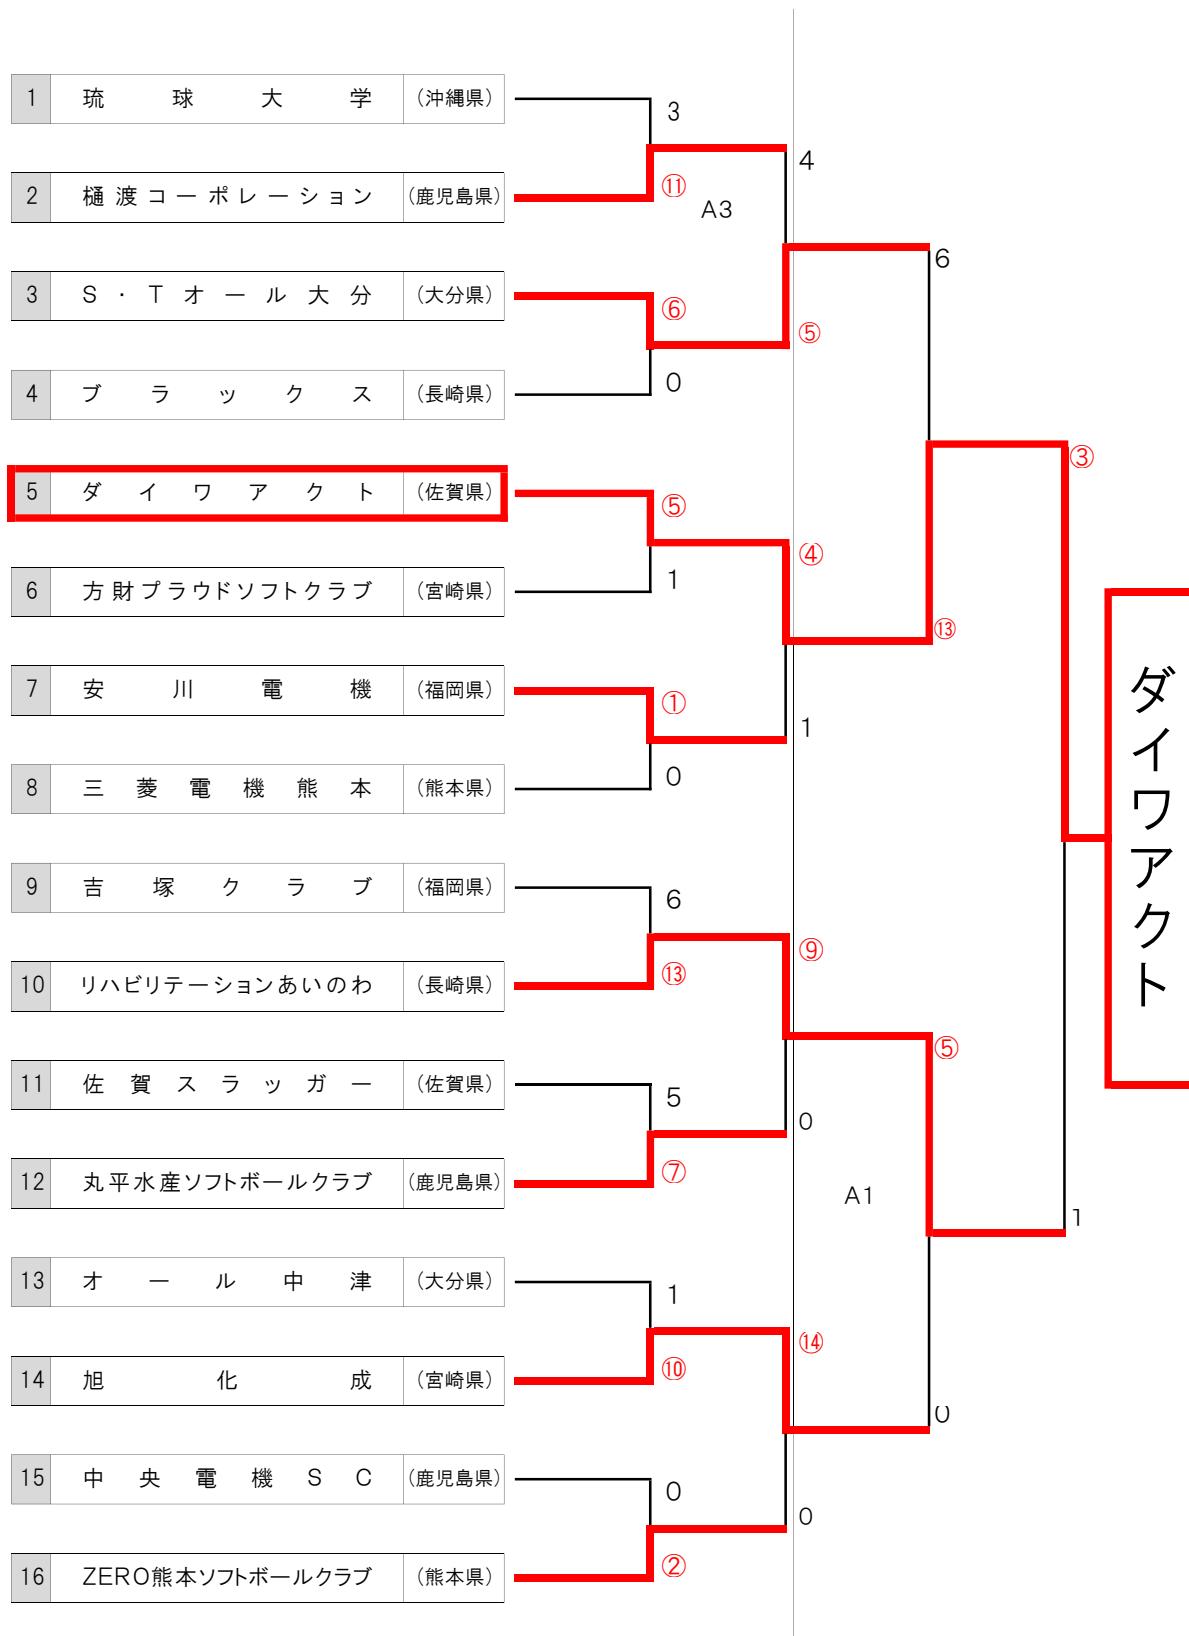 1 琉球大学 (沖縄県)
3
4
2 樋渡コーポレーション (鹿児島県)
⑪
A3
6
3 S・Tオール大分 (大分県)
⑥
⑤
4 ブラックス (長崎県)
0
③
5 ダイワアクト (佐賀県)
⑤
④
6 方財プラウドソフトクラブ (宮崎県)
1
⑬
7 安川電機 (福岡県)
①
1
8 三菱電機熊本 (熊本県)
0
ダイワアクト
9 吉塚クラブ (福岡県)
6
⑨
10 リハビリテーションあいのわ (長崎県)
⑬
⑤
11 佐賀スラッガー (佐賀県)
5
0
12 丸平水産ソフトボールクラブ (鹿児島県)
⑦
A1
1
13 オール中津 (大分県)
1
⑭
14 旭化成 (宮崎県)
⑩
0
15 中央電機SC (鹿児島県)
0
0
16 ZERO熊本ソフトボールクラブ (熊本県)
②